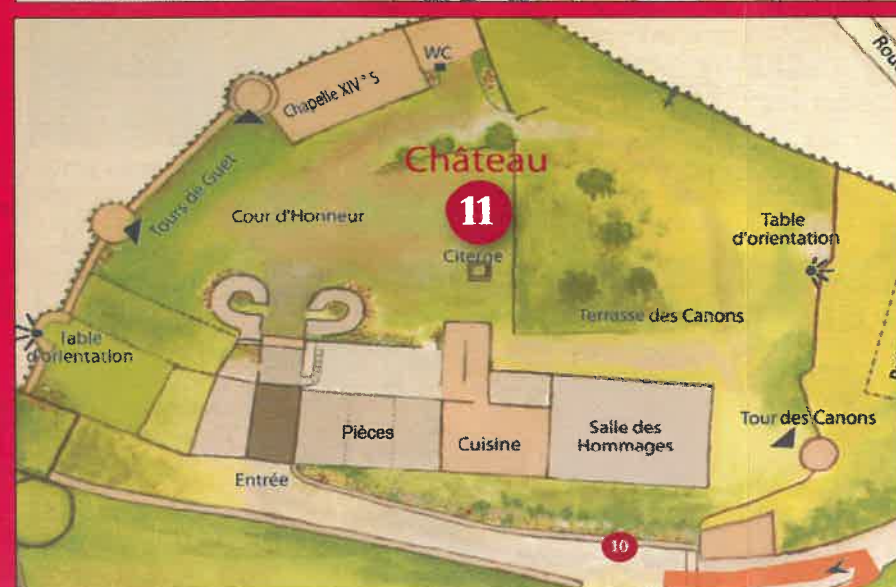 WC
Chapelle XIV° S
Tours de Guet
Château
11
Cour d'Honneur
Citerge
Table
d'orientation
Terrasse des Canons
Table
d'orientation
Pièces
Cuisine
Salle des
Hommages
Tour des Canons
Entrée
10